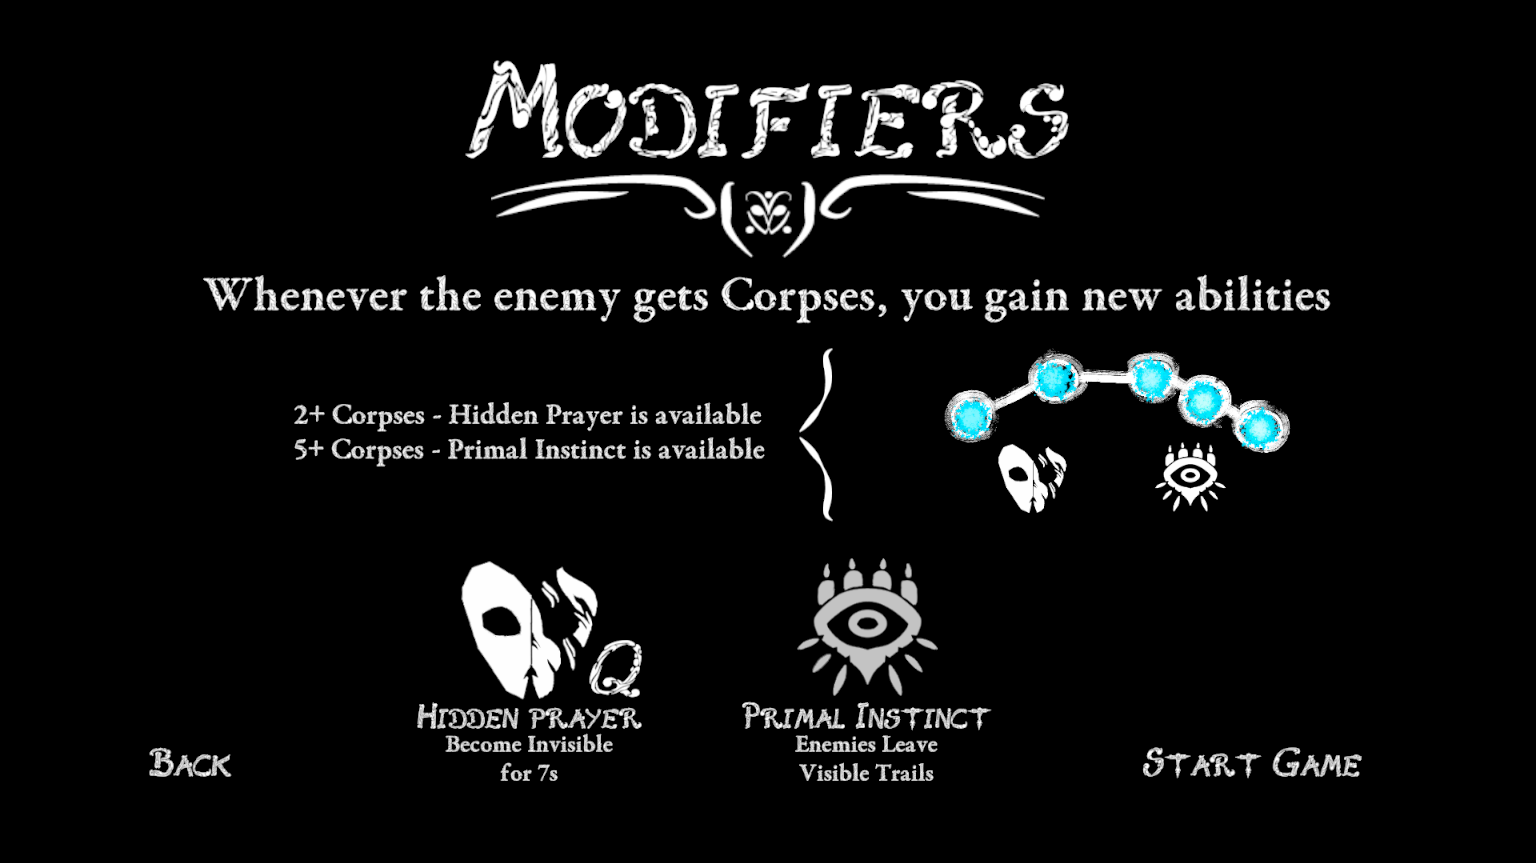 Modifiers
Whenever the enemy gets Corpses, you gain new abilities
2+ Corpses - Hidden Prayer is available
5+ Corpses - Primal Instinct is available
Q
Hidden prayer
Become Invisible
for 7s
Primal Instinct
Enemies Leave
Visible Trails
Back
Start Game